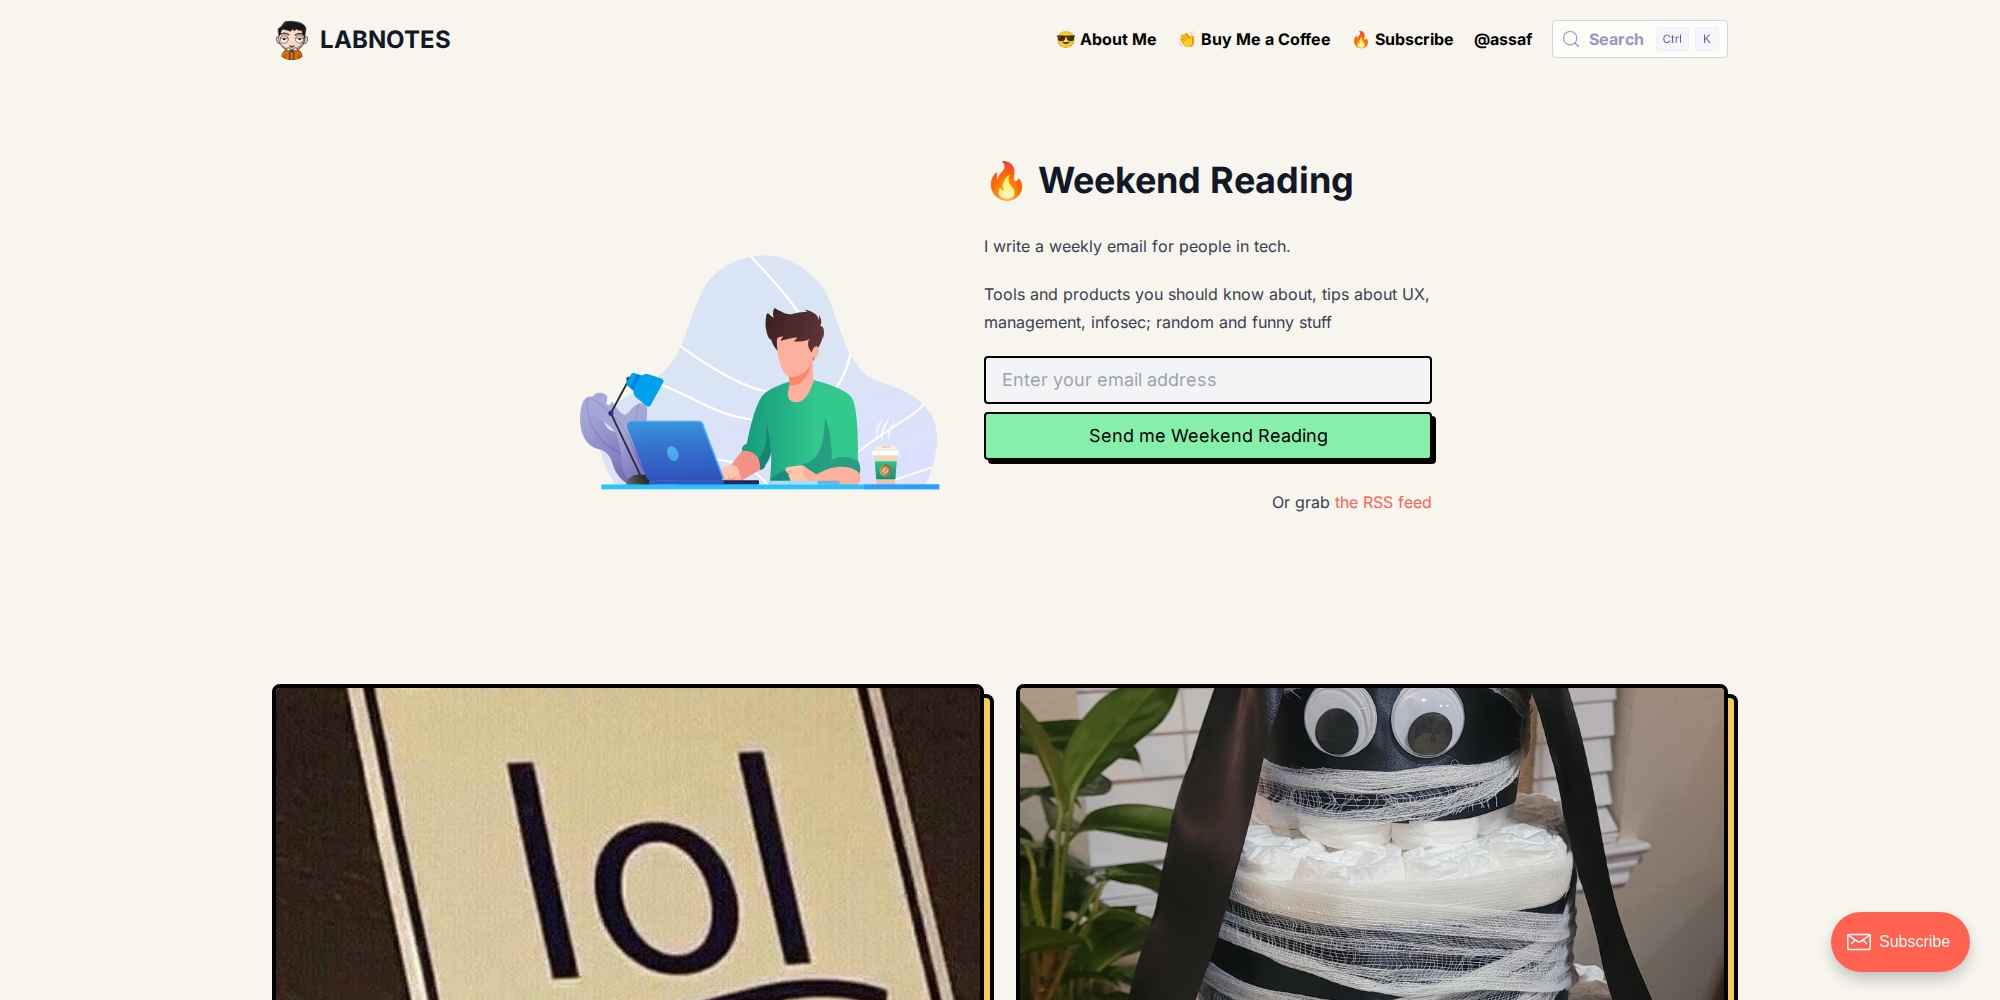 LABNOTES
😎 About Me
👏 Buy Me a Coffee
🔥 Subscribe
@assaf
Search Ctrl K
🔥 Weekend Reading
I write a weekly email for people in tech.
Tools and products you should know about, tips about UX,
management, infosec; random and funny stuff
Enter your email address
Send me Weekend Reading
Or grab the RSS feed
lol
Subscribe